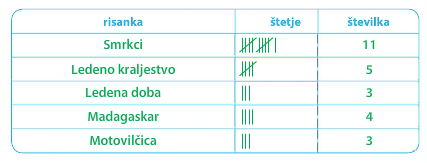 risanka štetje številka
Smrkci 11
Ledeno kraljestvo 5
Ledena doba 3
Madagaskar 4
Motovilčica 3